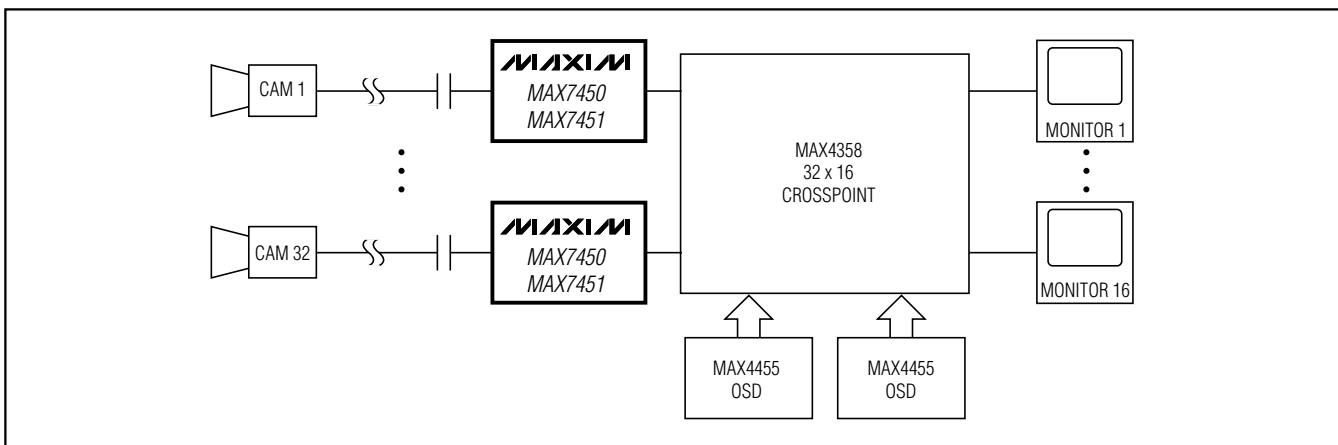 CAM 1
MAXIM
MAX7450
MAX7451
MAX4358
32 x 16
CROSSPOINT
MONITOR 1
CAM 32
MAXIM
MAX7450
MAX7451
MONITOR 16
MAX4455
OSD
MAX4455
OSD